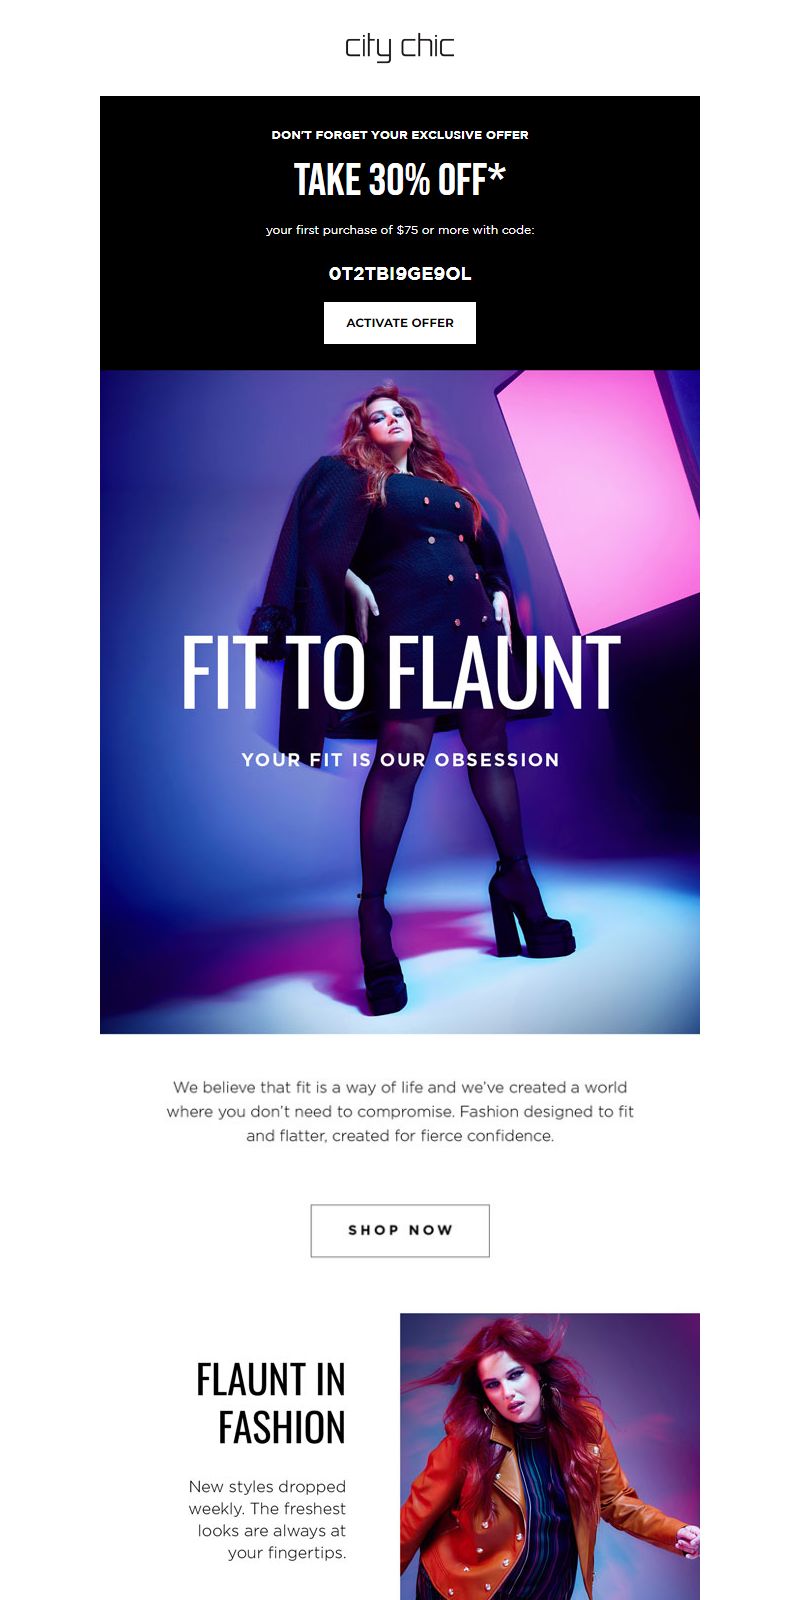 city chic
DON'T FORGET YOUR EXCLUSIVE OFFER
TAKE 30% OFF*
your first purchase of $75 or more with code:
0T2TBI9GE9OL
ACTIVATE OFFER
FIT TO FLAUNT
YOUR FIT IS OUR OBSESSION
We believe that fit is a way of life and we've created a world
where you don't need to compromise. Fashion designed to fit
and flatter, created for fierce confidence.
SHOP NOW
FLAUNT IN
FASHION
New styles dropped
weekly. The freshest
looks are always at
your fingertips.